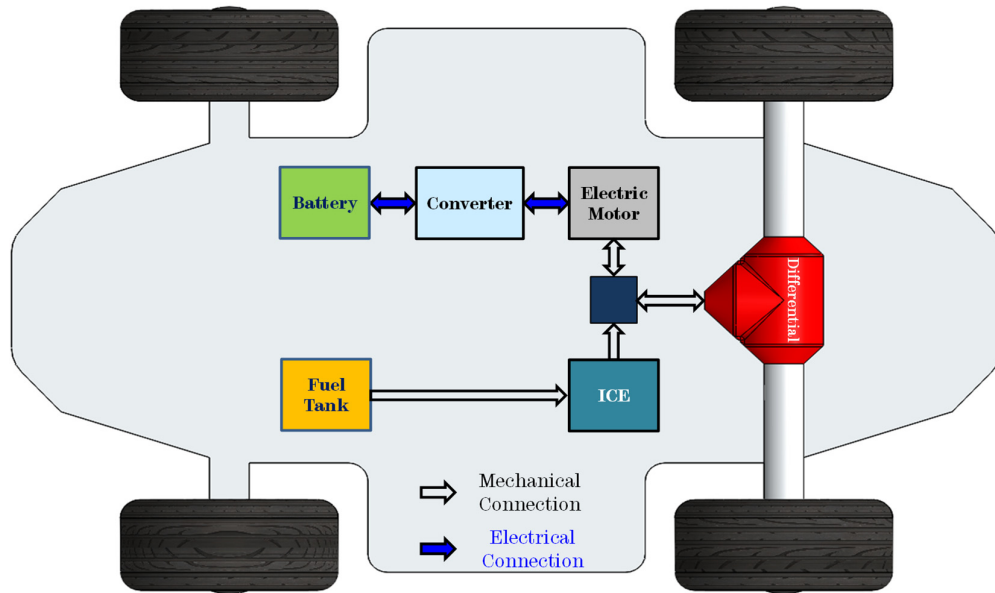 Battery
Converter
Electric
Motor
Differential
Fuel
Tank
ICE
Mechanical
Connection
Electrical
Connection